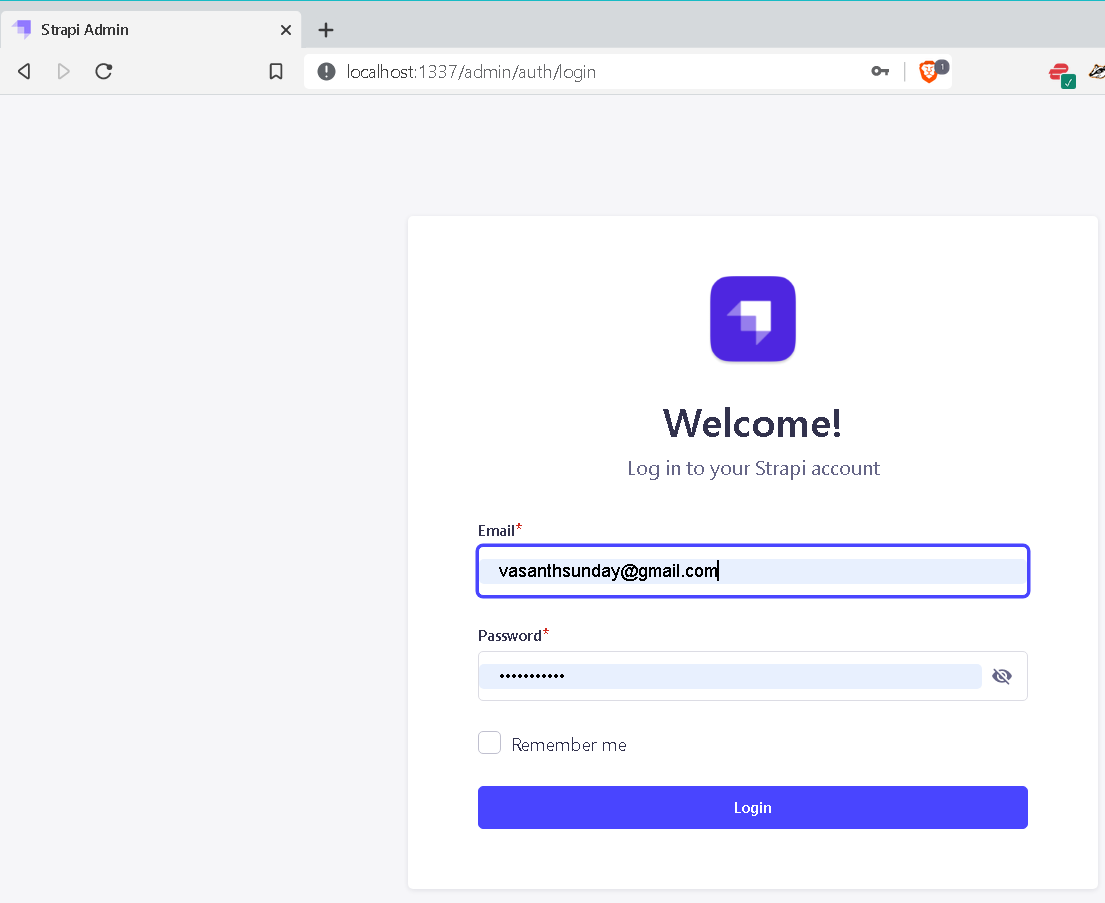 Strapi Admin
localhost:1337/admin/auth/login
1
Welcome!
Log in to your Strapi account
Email*
vasanthsunday@gmail.com
Password*
•••••••••••
Remember me
Login